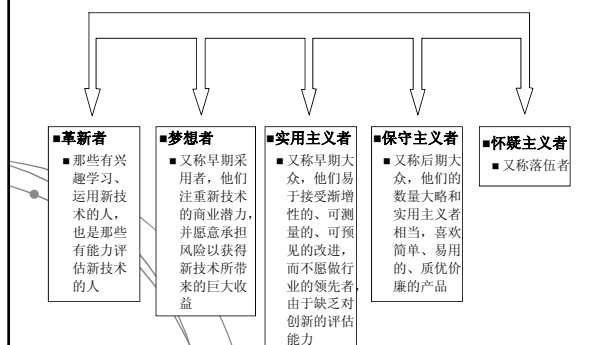 ■革新者
■ 那些有兴
趣学习、
运用新技
术的人，
也是那些
有能力评
估新技术
的人
■梦想者
■ 又称早期采
用者，他们
注重新技术
的商业潜力，
并愿意承担
风险以获得
新技术所带
来的巨大收
益
■实用主义者
■ 又称早期大
众，他们易
于接受渐增
性的、可测
量的、可预
见的改进，
而不愿做行
业的领先者，
由于缺乏对
创新的评估
能力
■保守主义者
■ 又称后期大
众，他们的
数量大略和
实用主义者
相当，喜欢
简单、易用
的、质优价
廉的产品
■怀疑主义者
■ 又称落伍者